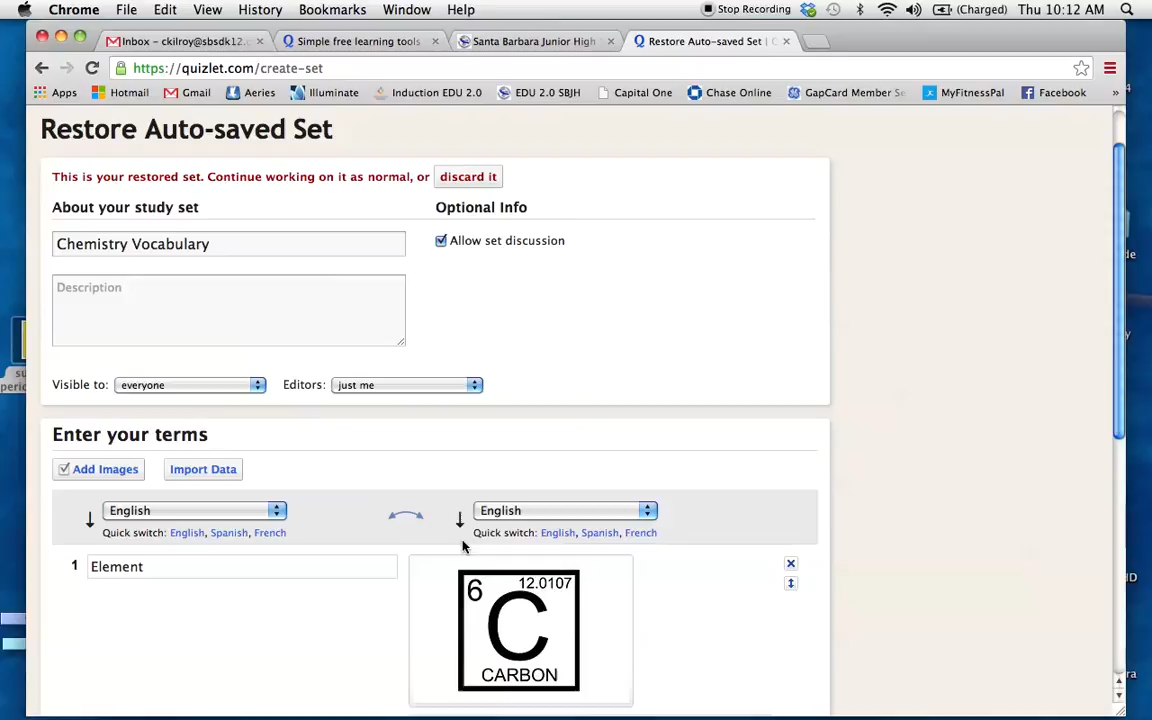 Chrome File Edit View History Bookmarks Window Help Stop Recording (Charged) Thu 10:12 AM
Inbox – ckilroy@sbsdk12.c Simple free learning tools Santa Barbara Junior High Restore Auto-saved Set |
https://quizlet.com/create-set
Apps Hotmail Gmail Aeries Illuminate Induction EDU 2.0 EDU 2.0 SBJH Capital One Chase Online GapCard Member Se MyFitnessPal Facebook »
Restore Auto-saved Set
This is your restored set. Continue working on it as normal, or discard it
About your study set Optional Info
Chemistry Vocabulary Allow set discussion
Description
Visible to: everyone Editors: just me
Enter your terms
Add Images Import Data
English English
Quick switch: English, Spanish, French Quick switch: English, Spanish, French
1 Element
6 12.0107
C
CARBON